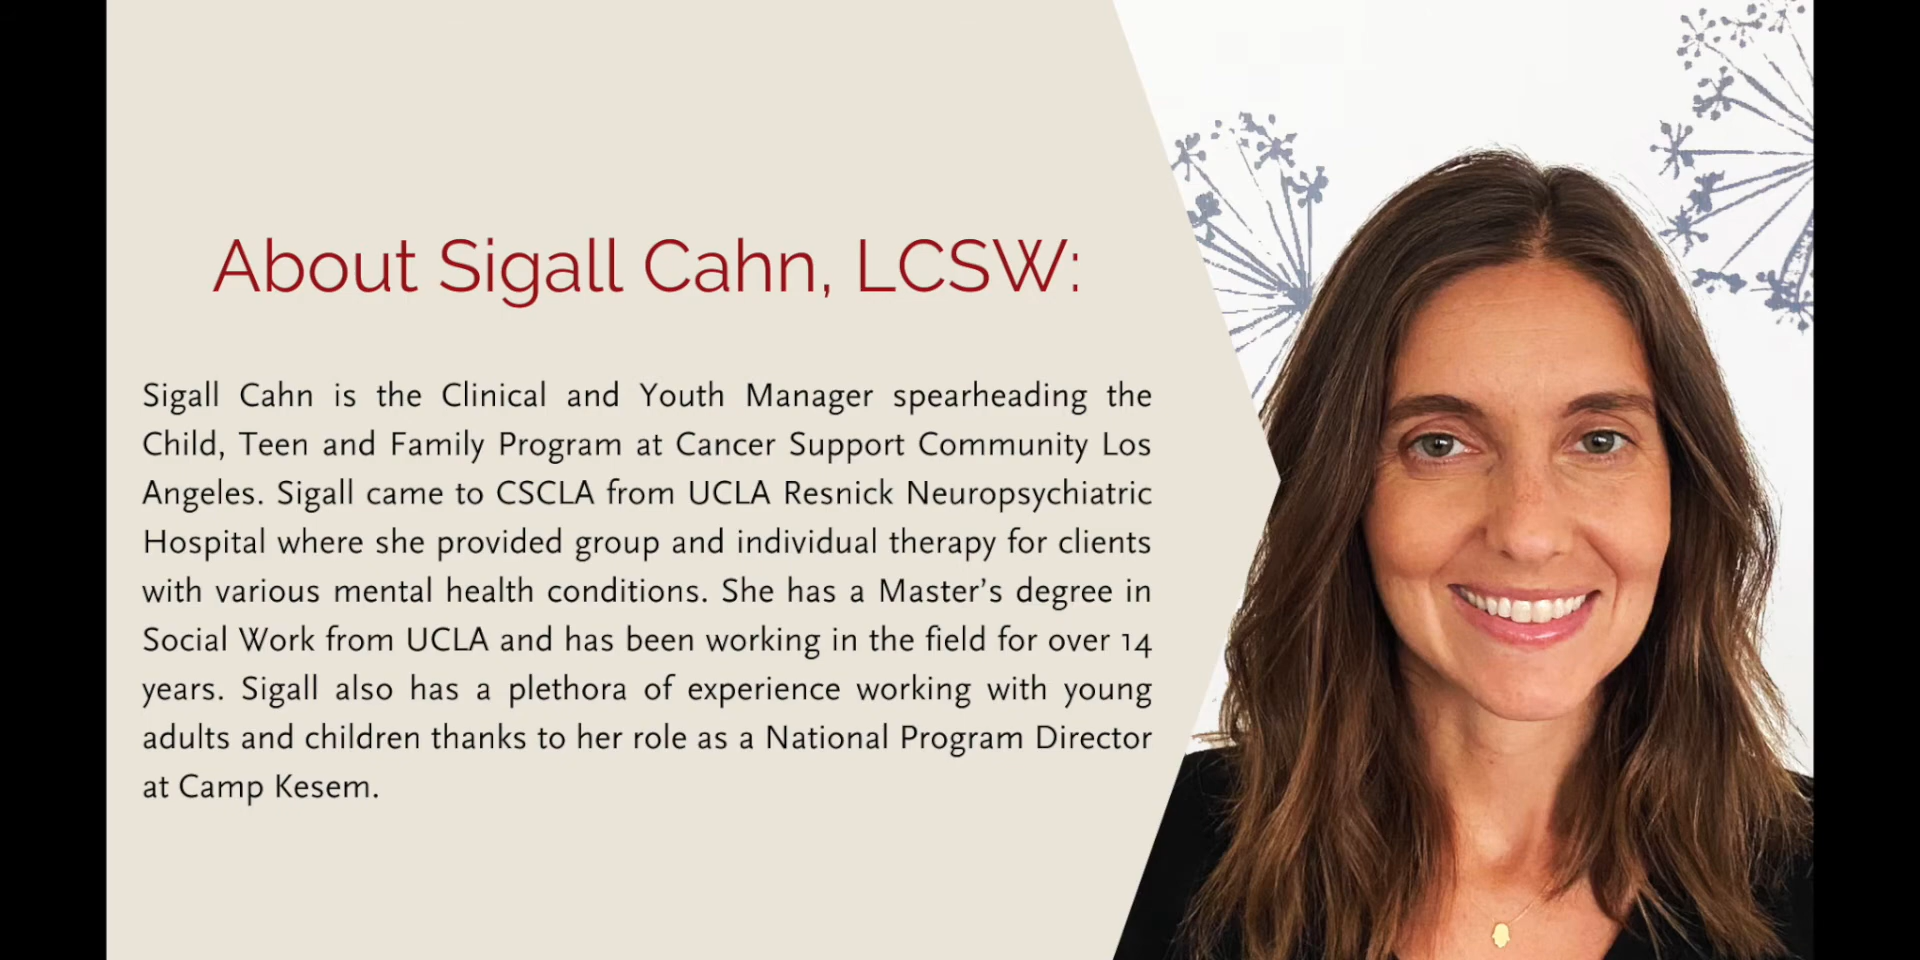 About Sigall Cahn, LCSW:
Sigall Cahn is the Clinical and Youth Manager spearheading the
Child, Teen and Family Program at Cancer Support Community Los
Angeles. Sigall came to CSCLA from UCLA Resnick Neuropsychiatric
Hospital where she provided group and individual therapy for clients
with various mental health conditions. She has a Master’s degree in
Social Work from UCLA and has been working in the field for over 14
years. Sigall also has a plethora of experience working with young
adults and children thanks to her role as a National Program Director
at Camp Kesem.